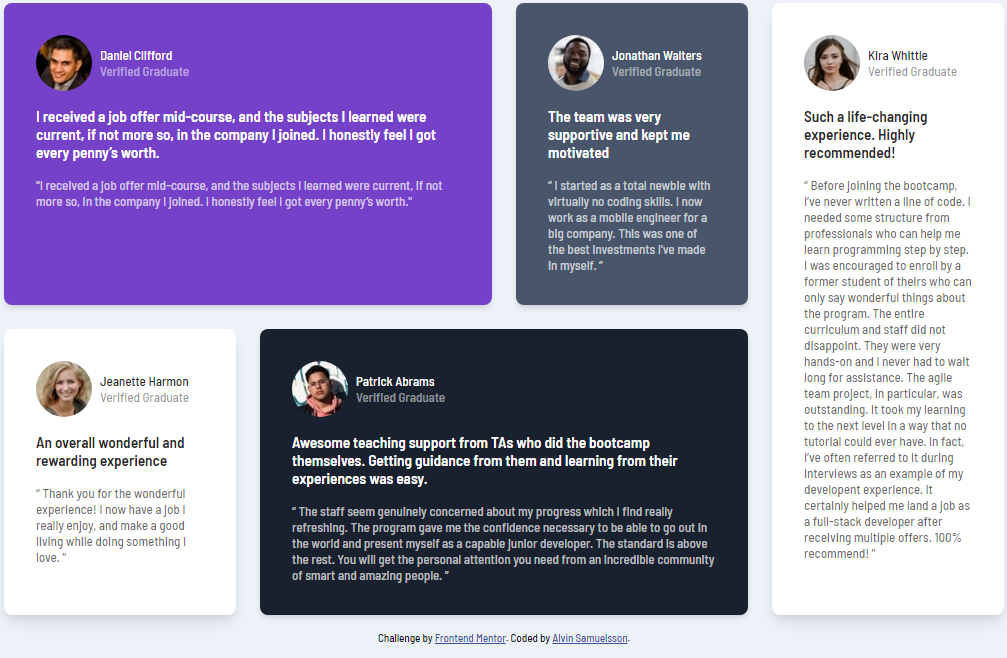 Daniel Clifford
Verified Graduate
I received a job offer mid-course, and the subjects I learned were
current, if not more so, in the company I joined. I honestly feel I got
every penny’s worth.
"I received a job offer mid-course, and the subjects I learned were current, if not
more so, in the company I joined. I honestly feel I got every penny’s worth."
Jonathan Walters
Verified Graduate
The team was very
supportive and kept me
motivated
“ I started as a total newbie with
virtually no coding skills. I now
work as a mobile engineer for a
big company. This was one of
the best investments I’ve made
in myself. ”
Kira Whittle
Verified Graduate
Such a life-changing
experience. Highly
recommended!
“ Before joining the bootcamp,
I’ve never written a line of code. I
needed some structure from
professionals who can help me
learn programming step by step.
I was encouraged to enroll by a
former student of theirs who can
only say wonderful things about
the program. The entire
curriculum and staff did not
disappoint. They were very
hands-on and I never had to wait
long for assistance. The agile
team project, in particular, was
outstanding. It took my learning
to the next level in a way that no
tutorial could ever have. In fact,
I’ve often referred to it during
interviews as an example of my
developent experience. It
certainly helped me land a job as
a full-stack developer after
receiving multiple offers. 100%
recommend! ”
Jeanette Harmon
Verified Graduate
An overall wonderful and
rewarding experience
“ Thank you for the wonderful
experience! I now have a job I
really enjoy, and make a good
living while doing something I
love. ”
Patrick Abrams
Verified Graduate
Awesome teaching support from TAs who did the bootcamp
themselves. Getting guidance from them and learning from their
experiences was easy.
“ The staff seem genuinely concerned about my progress which I find really
refreshing. The program gave me the confidence necessary to be able to go out in
the world and present myself as a capable junior developer. The standard is above
the rest. You will get the personal attention you need from an incredible community
of smart and amazing people. ”
Challenge by Frontend Mentor. Coded by Alvin Samuelsson.